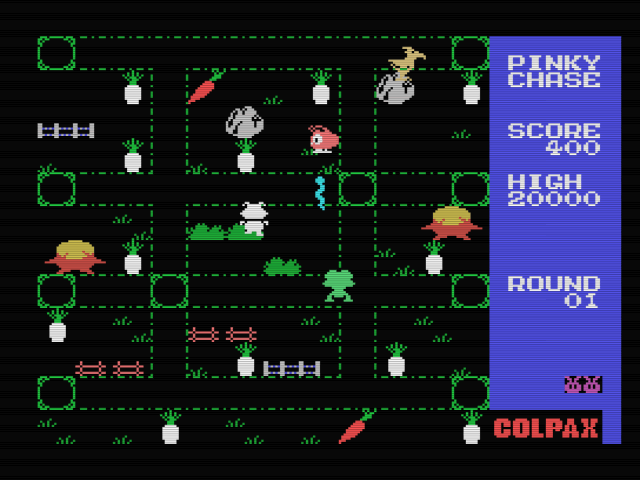 PINKY
CHASE
SCORE
400
HIGH
20000
ROUND
01
COLPAX